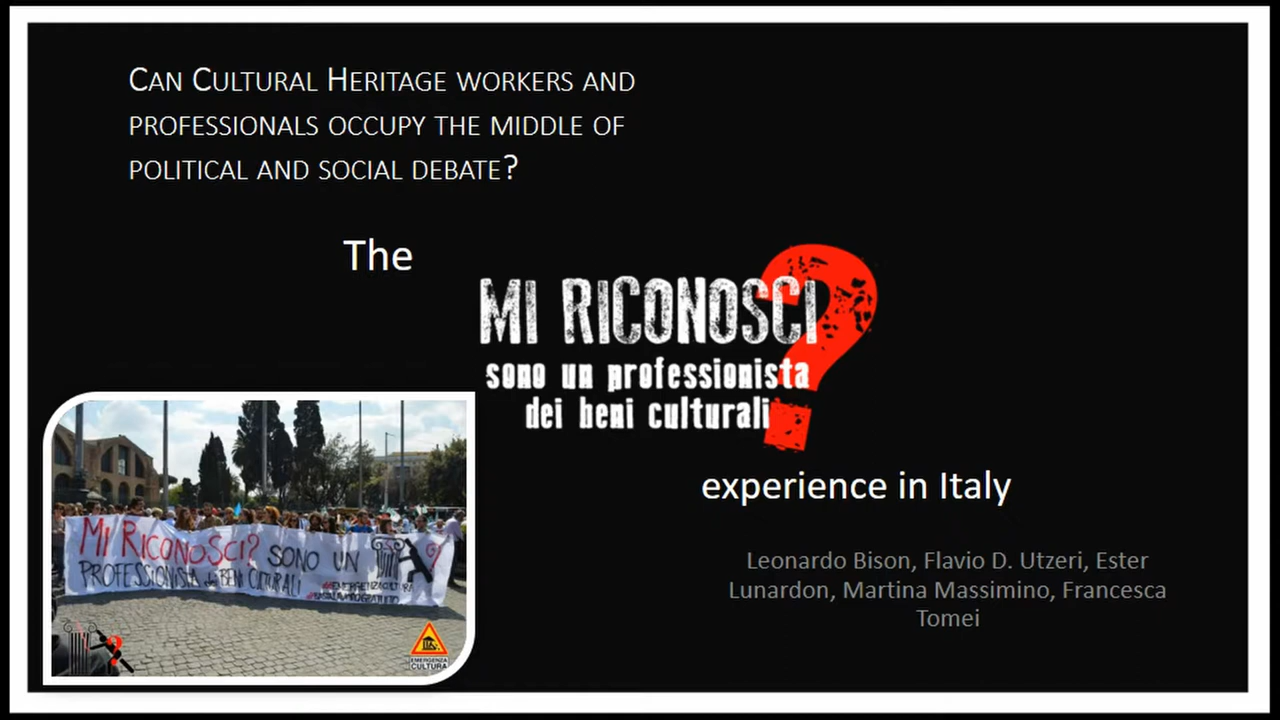 Can Cultural Heritage workers and
professionals occupy the middle of
political and social debate?
The
MI RICONOSCI
?
sono un professionista
dei beni culturali
experience in Italy
Leonardo Bison, Flavio D. Utzeri, Ester
Lunardon, Martina Massimino, Francesca
Tomei
MI RICONOSCI? SONO UN
PROFESSIONISTA dei BENI CULTURALI
EMERGENZA
CULTURA